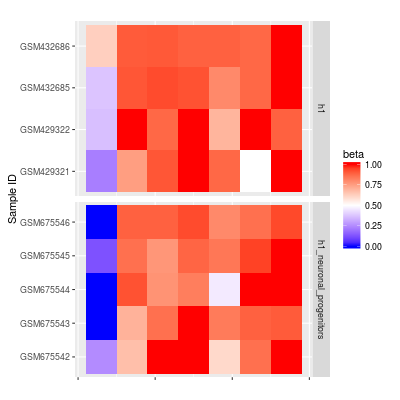 GSM432686
GSM432685
GSM429322
GSM429321
h1
GSM675546
GSM675545
GSM675544
GSM675543
GSM675542
h1_neuronal_progenitors
Sample ID
beta
1.00
0.75
0.50
0.25
0.00